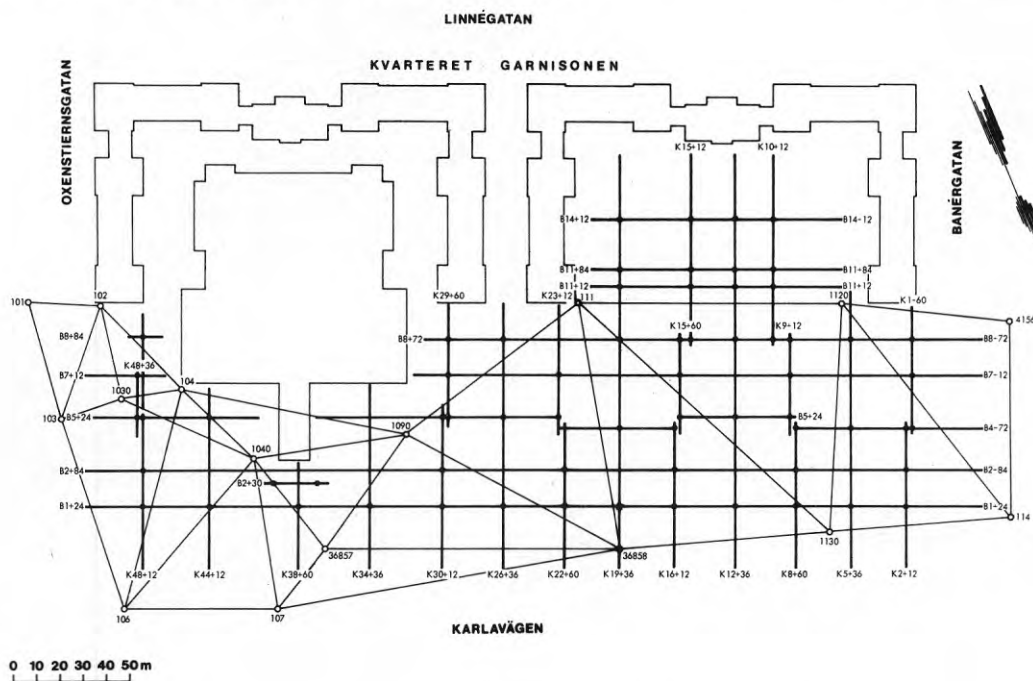 LINNÉGATAN
KVARTERET GARNISONEN
OXENSTIERNSGATAN
BANÉRGATAN
K15+12
K10+12
B14+12
B14-12
B11+84
B11+84
B11+12
B11+12
K29+60
K23+12
111
1120
K1-60
101
102
4156
K15+60
K9-12
B8+84
B8+72
B8-72
K48+36
B7+12
B7-12
104
1030
103
B5+24
B5+24
1090
B4-72
1040
B2+84
B2-84
B2+30
B1+24
B1+24
114
1130
36857
36858
K48+12
K44+12
K38+60
K34+36
K30+12
K26+36
K22+60
K19+36
K16+12
K12+36
K8+60
K5+36
K2+12
106
107
KARLAVÄGEN
0 10 20 30 40 50m